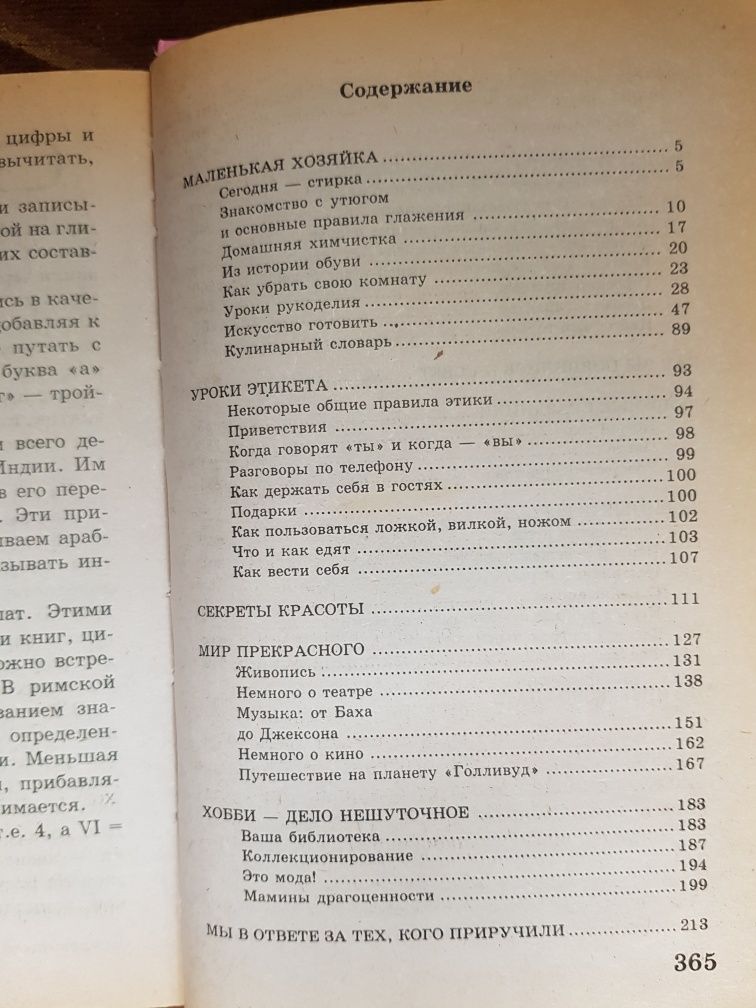 цифры и
вычитать,
и записы-
ой на гли-
их состав-
ись в каче-
добавляя к
путать с
буква «а»
— трой-
и всего де-
Индии. Им
в его пере-
. Эти при-
ываем араб-
зывать ин-
лат. Этими
и книг, ци-
ожно встре-
В римской
ванием зна-
определен-
и. Меньшая
, прибавля-
нимается.
т.е. 4, а VI =
Содержание
МАЛЕНЬКАЯ ХОЗЯЙКА 5
Сегодня — стирка 5
Знакомство с утюгом
и основные правила глажения 10
Домашняя химчистка 17
Из истории обуви 20
Как убрать свою комнату 23
Уроки рукоделия 28
Искусство готовить 47
Кулинарный словарь 89
УРОКИ ЭТИКЕТА 93
Некоторые общие правила этики 94
Приветствия 97
Когда говорят «ты» и когда — «вы» 98
Разговоры по телефону 99
Как держать себя в гостях 100
Подарки 100
Как пользоваться ложкой, вилкой, ножом 102
Что и как едят 103
Как вести себя 107
СЕКРЕТЫ КРАСОТЫ 111
МИР ПРЕКРАСНОГО 127
Живопись 131
Немного о театре 138
Музыка: от Баха
до Джексона 151
Немного о кино 162
Путешествие на планету «Голливуд» 167
ХОББИ — ДЕЛО НЕШУТОЧНОЕ 183
Ваша библиотека 183
Коллекционирование 187
Это мода! 194
Мамины драгоценности 199
МЫ В ОТВЕТЕ ЗА ТЕХ, КОГО ПРИРУЧИЛИ 213
365